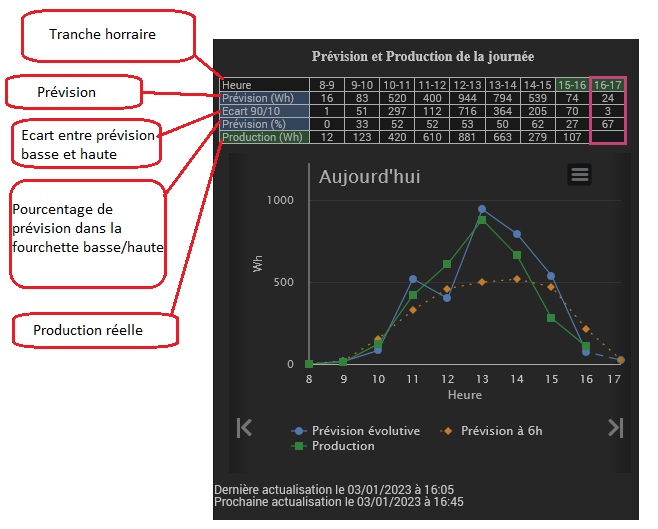 Tranche horraire
Prévision
Ecart entre prévision
basse et haute
Pourcentage de
prévision dans la
fourchette basse/haute
Production réelle
Prévision et Production de la journée
Heure 8-9 9-10 10-11 11-12 12-13 13-14 14-15 15-16 16-17
Prévision (Wh) 16 83 520 400 944 794 539 74 24
Ecart 90/10 1 51 297 112 716 364 205 70 3
Prévision (%) 0 33 52 52 53 50 62 27 67
Production (Wh) 12 123 420 610 881 663 279 107
Aujourd'hui
1000
500
0
Wh
8 9 10 11 12 13 14 15 16 17
Heure
Prévision évolutive Prévision à 6h
Production
Dernière actualisation le 03/01/2023 à 16:05
Prochaine actualisation le 03/01/2023 à 16:45